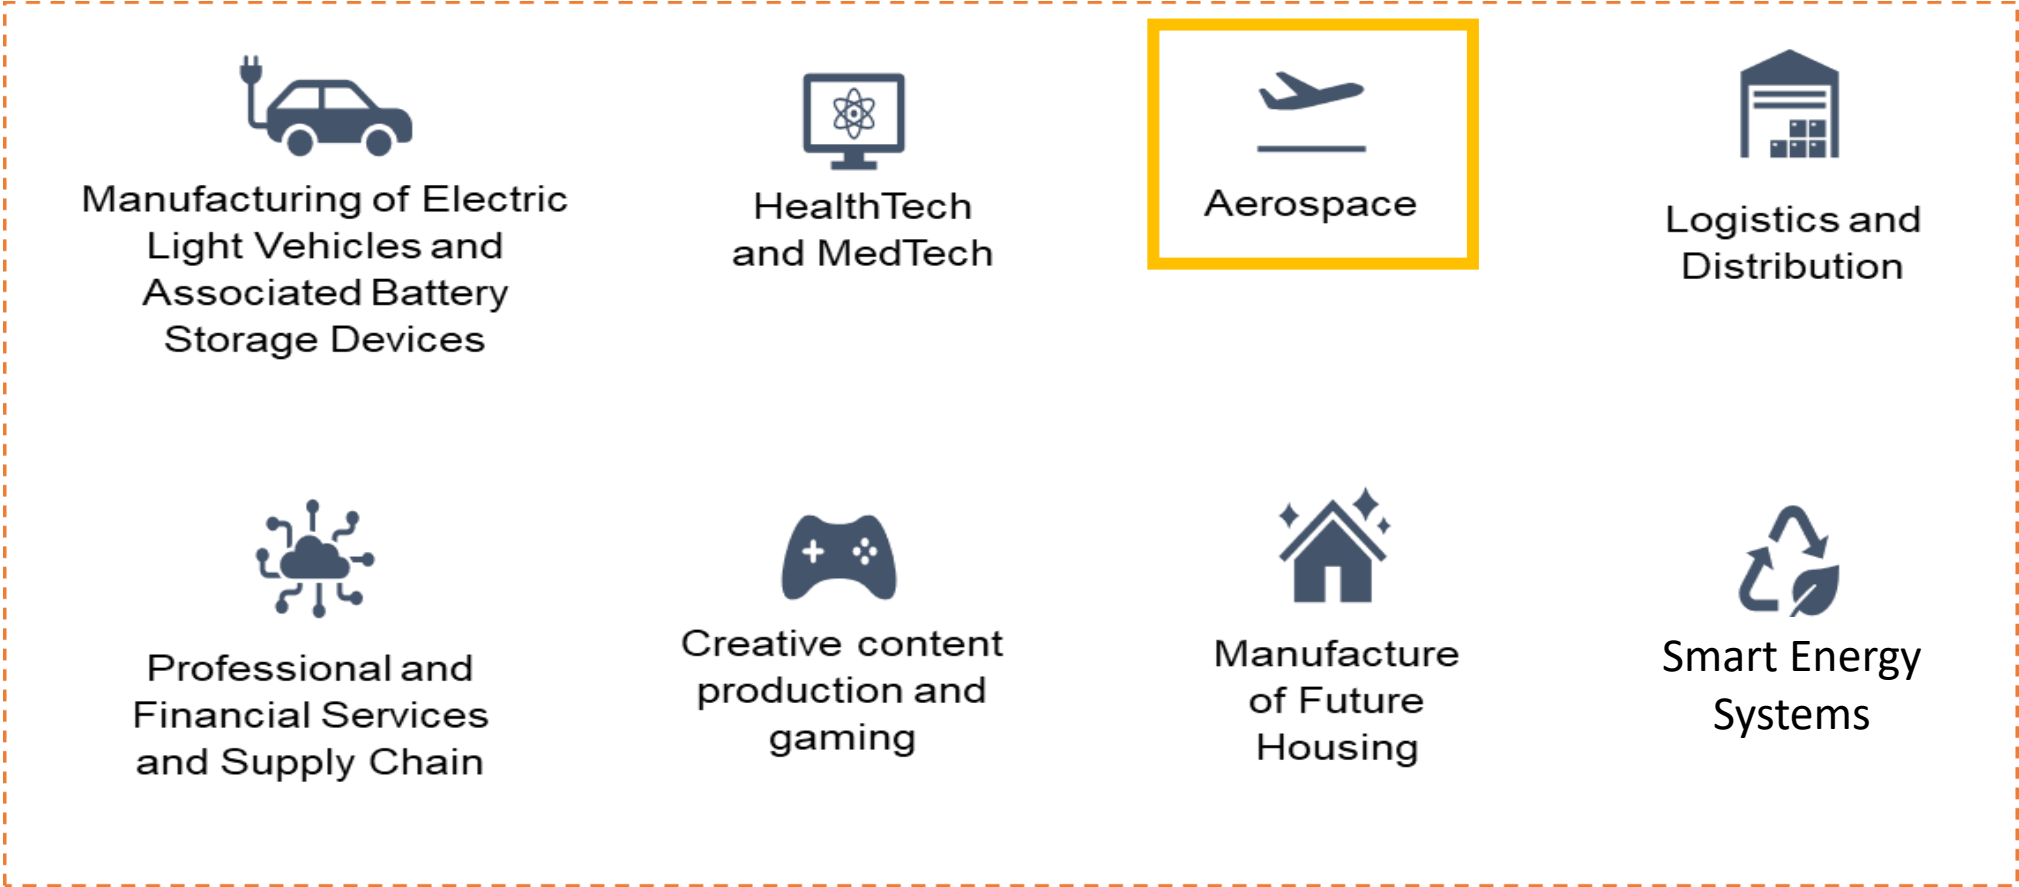 Manufacturing of Electric
Light Vehicles and
Associated Battery
Storage Devices
HealthTech
and MedTech
Aerospace
Logistics and
Distribution
Professional and
Financial Services
and Supply Chain
Creative content
production and
gaming
Manufacture
of Future
Housing
Smart Energy
Systems